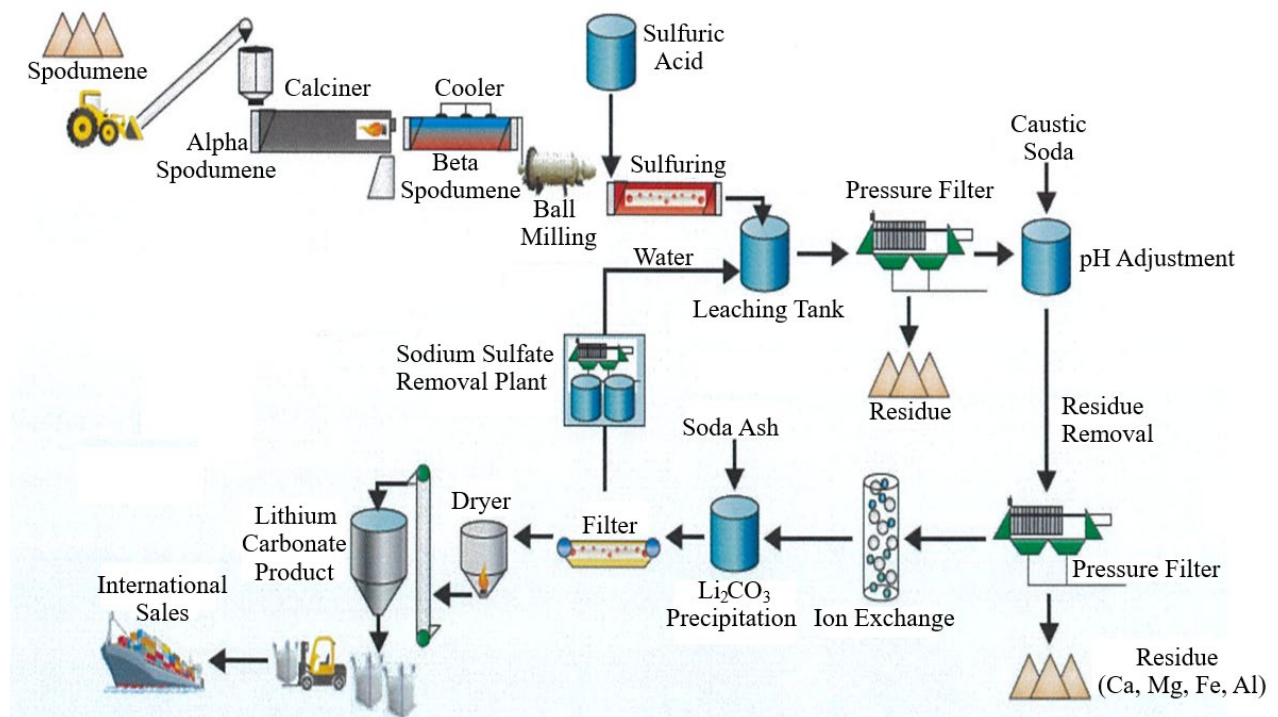 Spodumene
Calciner
Alpha
Spodumene
Cooler
Beta
Spodumene
Ball
Milling
Sulfuric
Acid
Sulfuring
Water
Leaching Tank
Pressure Filter
Residue
Caustic
Soda
pH Adjustment
Residue
Removal
Pressure Filter
Residue
(Ca, Mg, Fe, Al)
Ion Exchange
Soda Ash
Li₂CO₃
Precipitation
Sodium Sulfate
Removal Plant
Filter
Dryer
Lithium
Carbonate
Product
International
Sales